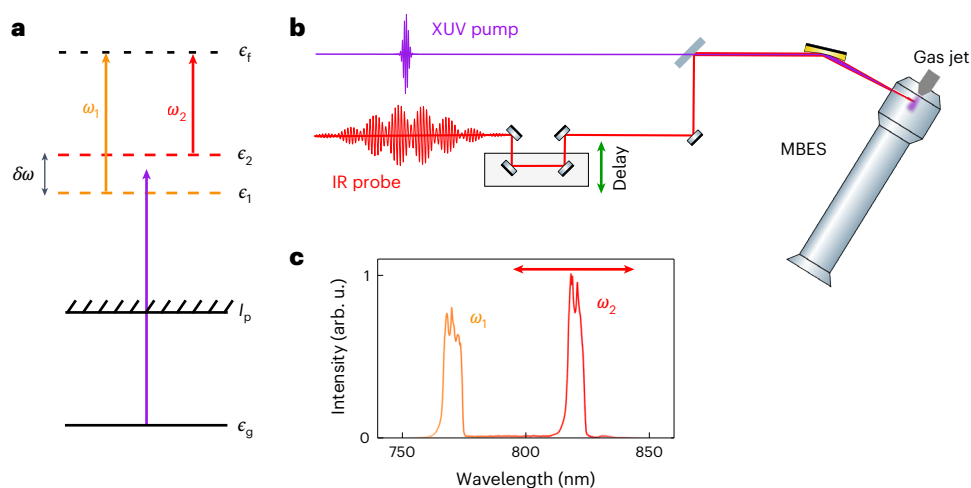 a
ϵf
ω1
ω2
δω
ϵ2
ϵ1
Ip
ϵg
b
XUV pump
Gas jet
IR probe
Delay
MBES
c
Intensity (arb. u.)
1
0
ω1
ω2
750
800
850
Wavelength (nm)